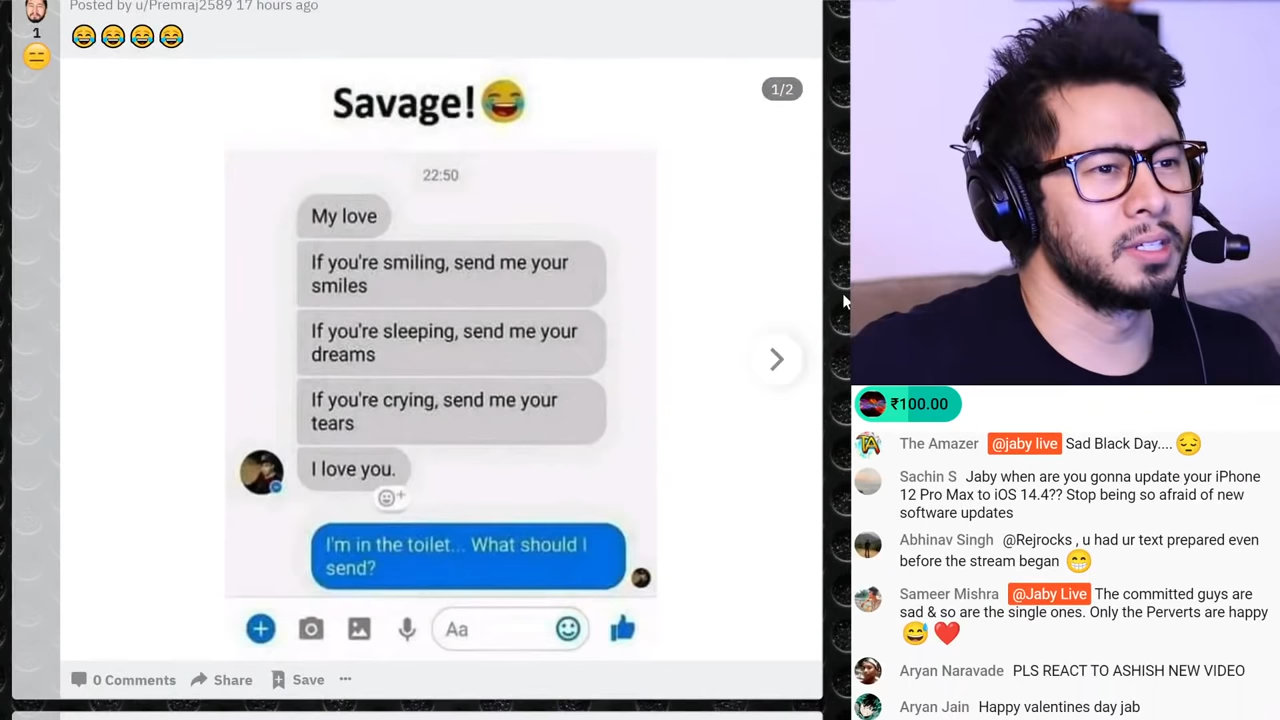 Posted by u/Premraj2589 17 hours ago
1
😂😂😂😂
Savage!😂
1/2
22:50
My love
If you're smiling, send me your
smiles
If you're sleeping, send me your
dreams
If you're crying, send me your
tears
I love you.
I'm in the toilet... What should I
send?
Aa
0 Comments Share Save ...
₹100.00
The Amazer @jaby live Sad Black Day.... 😔
Sachin S Jaby when are you gonna update your iPhone
12 Pro Max to iOS 14.4?? Stop being so afraid of new
software updates
Abhinav Singh @Rejrocks , u had ur text prepared even
before the stream began 😁
Sameer Mishra @Jaby Live The committed guys are
sad & so are the single ones. Only the Perverts are happy
😅❤️
Aryan Naravade PLS REACT TO ASHISH NEW VIDEO
Aryan Jain Happy valentines day jab